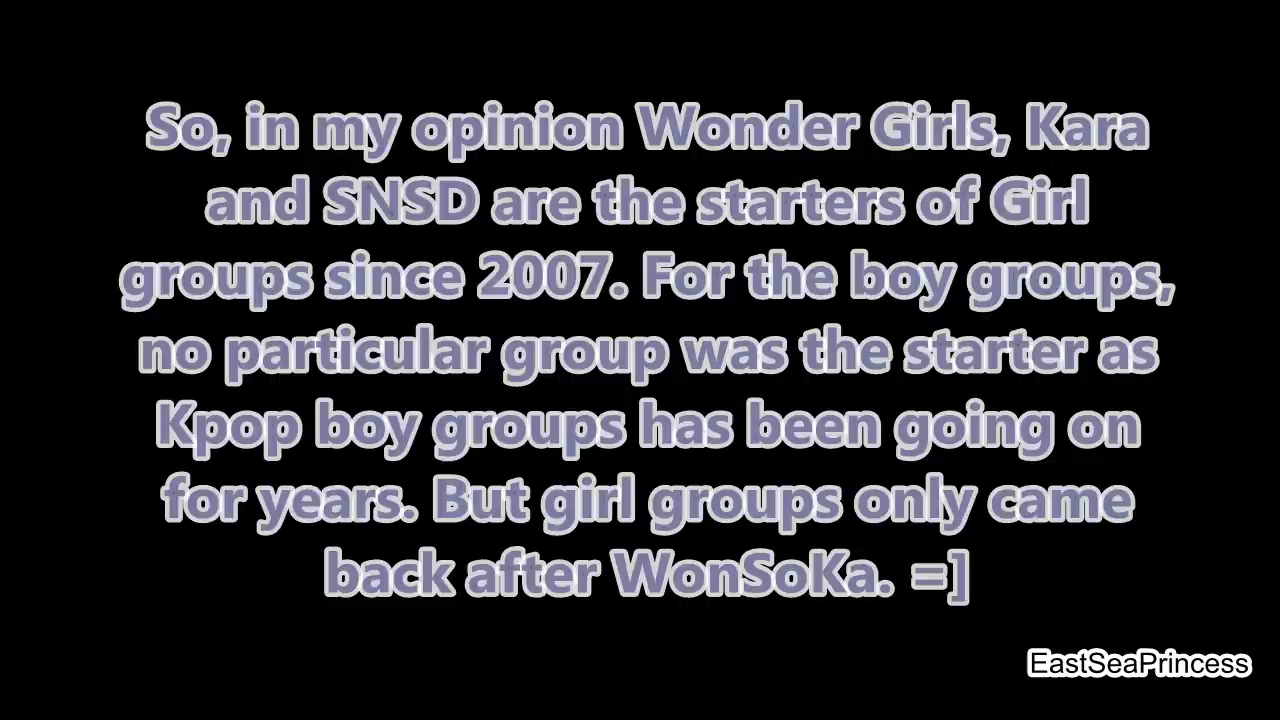 So, in my opinion Wonder Girls, Kara
and SNSD are the starters of Girl
groups since 2007. For the boy groups,
no particular group was the starter as
Kpop boy groups has been going on
for years. But girl groups only came
back after WonSoKa. =]
EastSeaPrincess